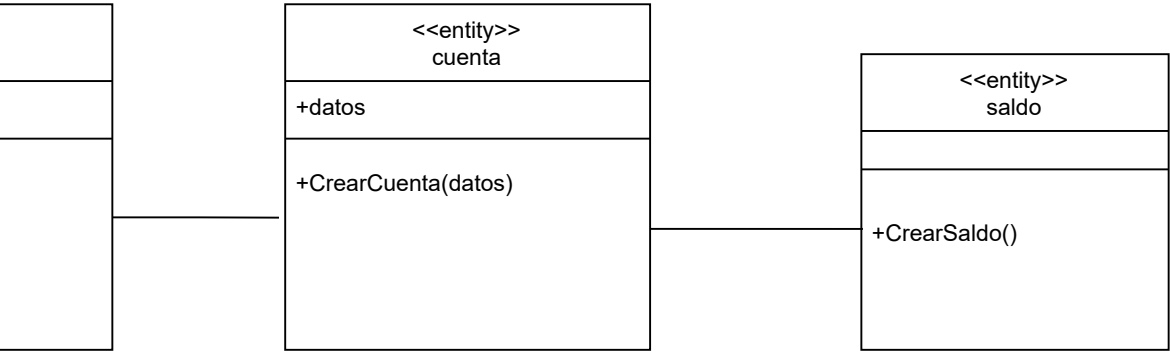 <<entity>>
cuenta
+datos
+CrearCuenta(datos)
<<entity>>
saldo
+CrearSaldo()